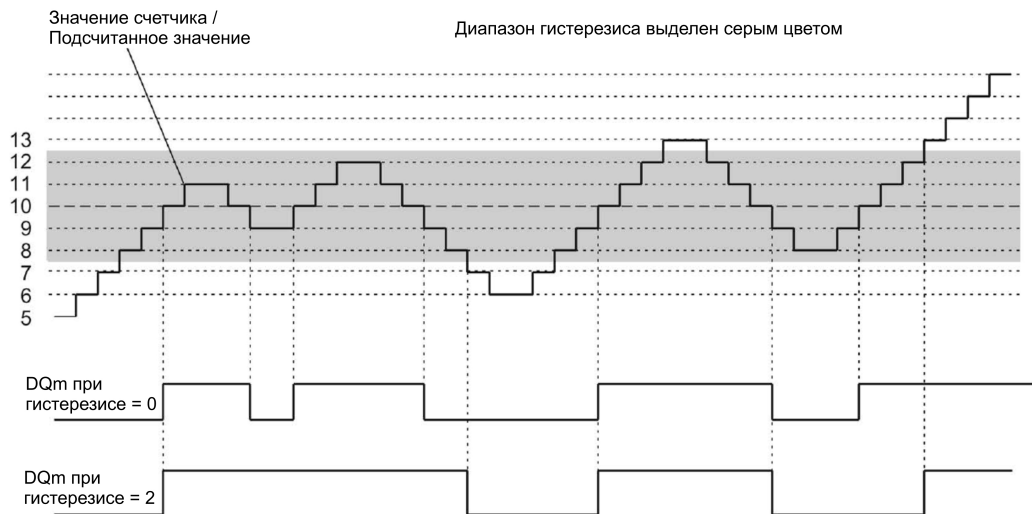 Значение счетчика /
Подсчитанное значение
Диапазон гистерезиса выделен серым цветом
13
12
11
10
9
8
7
6
5
DQm при
гистерезисе = 0
DQm при
гистерезисе = 2